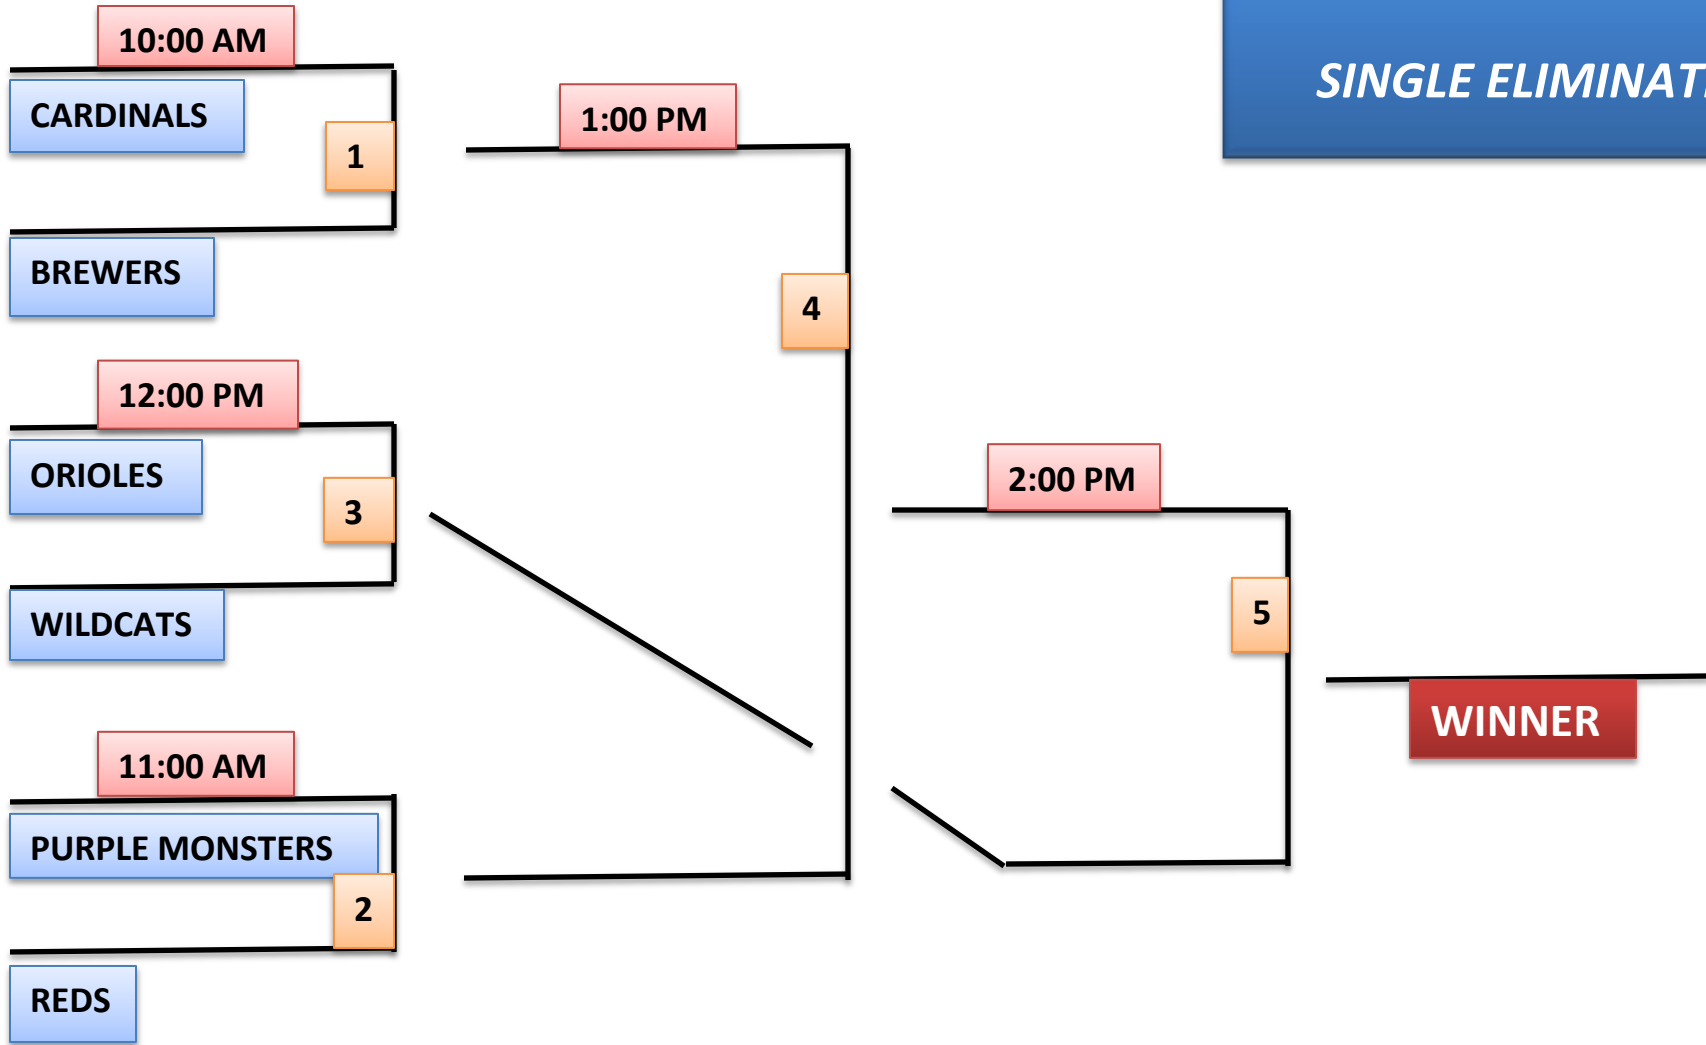 10:00 AM
SINGLE ELIMINAT
CARDINALS
1:00 PM
1
BREWERS
4
12:00 PM
ORIOLES
2:00 PM
3
5
WILDCATS
WINNER
11:00 AM
PURPLE MONSTERS
2
REDS